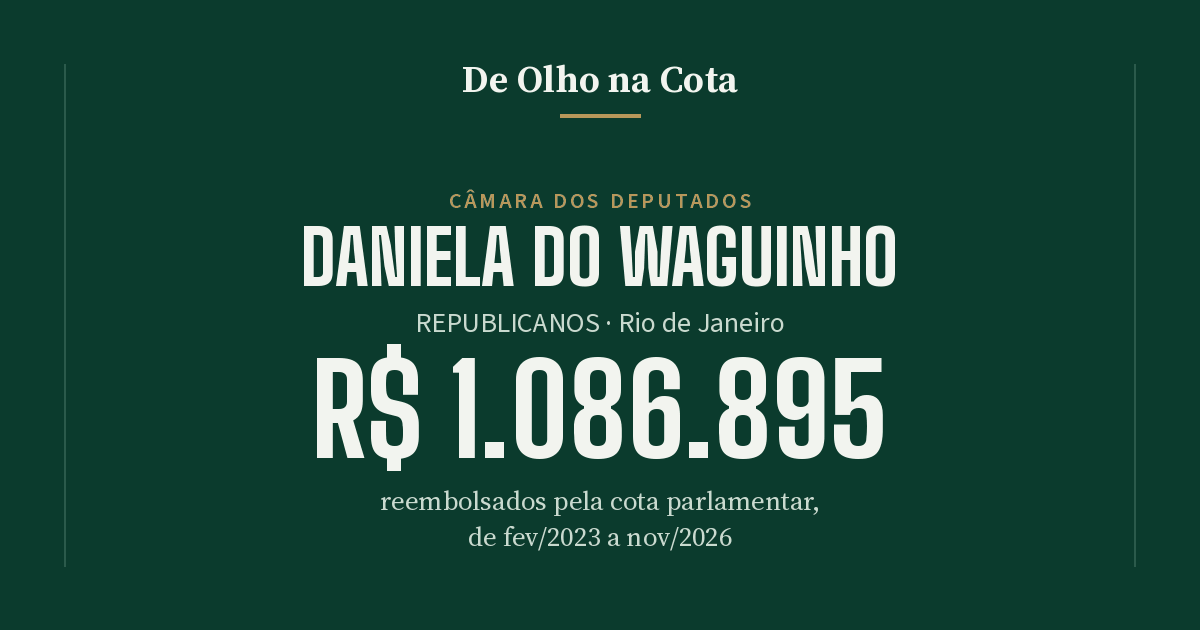 De Olho na Cota
CÂMARA DOS DEPUTADOS
DANIELA DO WAGUINHO
REPUBLICANOS · Rio de Janeiro
R$ 1.086.895
reembolsados pela cota parlamentar,
de fev/2023 a nov/2026